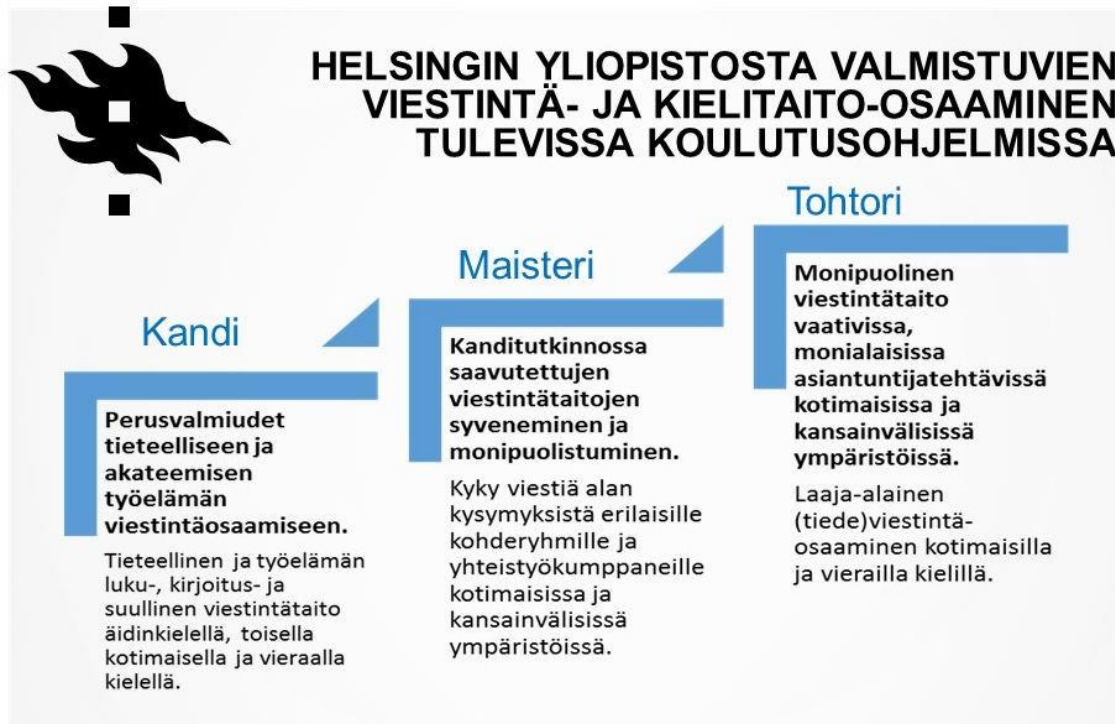 HELSINGIN YLIOPISTOSTA VALMISTUVIEN
VIESTINTÄ- JA KIELITAITO-OSAAMINEN
TULEVISSA KOULUTUSOHJELMISSA
Kandi
Perusvalmiudet
tieteelliseen ja
akateemisen
työelämän
viestintäosaamiseen.
Tieteellinen ja työelämän
luku-, kirjoitus- ja
suullinen viestintätaito
äidinkielellä, toisella
kotimaisella ja vieraalla
kielellä.
Maisteri
Kanditutkinnossa
saavutettujen
viestintätaitojen
syveneminen ja
monipuolistuminen.
Kyky viestiä alan
kysymyksistä erilaisille
kohderyhmille ja
yhteistyökumppaneille
kotimaisissa ja
kansainvälisissä
ympäristöissä.
Tohtori
Monipuolinen
viestintätaito
vaativissa,
monialaisissa
asiantuntijatehtävissä
kotimaisissa ja
kansainvälisissä
ympäristöissä.
Laaja-alainen
(tiede)viestintä-
osaaminen kotimaisilla
ja vierailla kielillä.